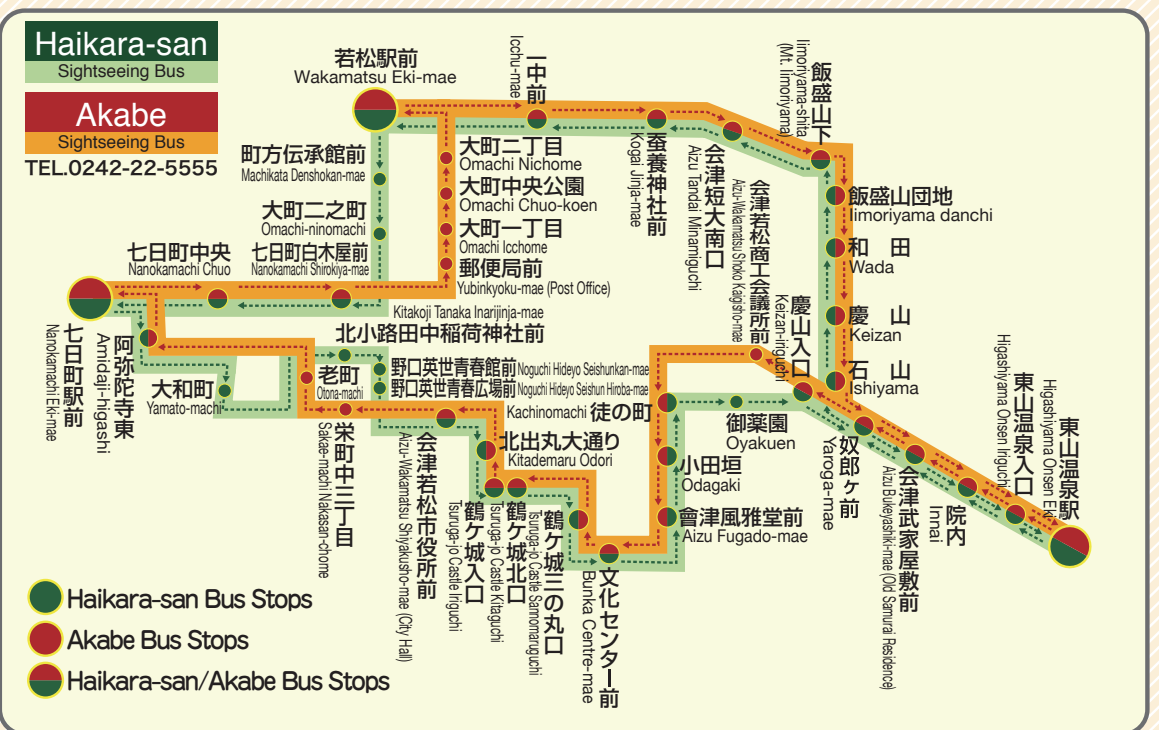 Haikara-san
Sightseeing Bus
Akabe
Sightseeing Bus
TEL.0242-22-5555
若松駅前
Wakamatsu Eki-mae
一中前
Icchu-mae
蚕養神社前
Kogai Jinja-mae
会津短大南口
Aizu Tandai Minamiguchi
飯盛山下
Iimoriyama-shita
(Mt. Iimoriyama)
町方伝承館前
Machikata Denshokan-mae
大町二之町
Omachi-ninomachi
大町二丁目
Omachi Nichome
大町中央公園
Omachi Chuo-koen
大町一丁目
Omachi Icchome
郵便局前
Yubinkyoku-mae (Post Office)
飯盛山団地
Iimoriyama danchi
和田
Wada
慶山
Keizan
石山
Ishiyama
七日町中央
Nanokamachi Chuo
七日町白木屋前
Nanokamachi Shirokiya-mae
七日町駅前
Nanokamachi Eki-mae
阿弥陀寺東
Amidaji-higashi
大和町
Yamato-machi
Kitakoji Tanaka Inarijinja-mae
北小路田中稲荷神社前
野口英世青春館前 Noguchi Hideyo Seishunkan-mae
野口英世青春広場前 Noguchi Hideyo Seishun Hiroba-mae
老町
Otona-machi
栄町中三丁目
Sakae-machi Nakasan-chome
会津若松市役所前
Aizu-Wakamatsu Shiyakusho-mae (City Hall)
北出丸大通り
Kitademaru Odori
鶴ケ城入口
Tsuruga-jo Castle Iriguchi
鶴ケ城北口
Tsuruga-jo Castle Kitaguchi
鶴ケ城三の丸口
Tsuruga-jo Castle Sannomaruguchi
文化センター前
Bunka Centre-mae
會津風雅堂前
Aizu Fugado-mae
小田垣
Odagaki
Kachinomachi 徒の町
会津若松商工会議所前
Aizu-Wakamatsu Shoko Kaigisho-mae
御薬園
Oyakuen
慶山入口
Keizan-iriguchi
奴郎ヶ前
Yaroga-mae
会津武家屋敷前
Aizu Bukeyashiki-mae (Old Samurai Residence)
院内
Innai
東山温泉入口
Higashiyama Onsen Iriguchi
東山温泉駅
Higashiyama Onsen Eki
Haikara-san Bus Stops
Akabe Bus Stops
Haikara-san/Akabe Bus Stops